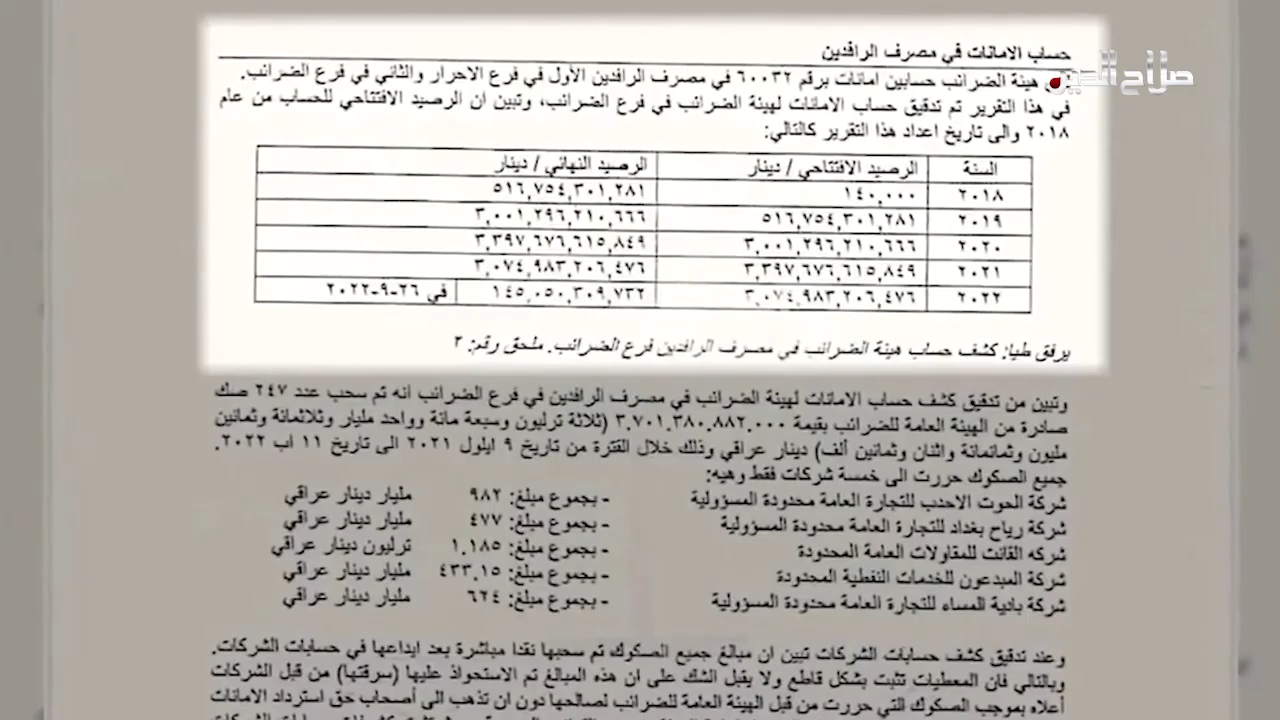 صلاح الدين
حساب الامانات في مصرف الرافدين
هيئة الضرائب حسابين امانات برقم ٦٠٠٣٢ في مصرف الرافدين الأول في فرع الاحرار والثاني في فرع الضرائب.
في هذا التقرير تم تدقيق حساب الامانات لهيئة الضرائب في فرع الضرائب، وتبين ان الرصيد الافتتاحي للحساب من عام
٢٠١٨ والى تاريخ اعداد هذا التقرير كالتالي:
السنة الرصيد الافتتاحي / دينار الرصيد النهائي / دينار
٢٠١٨ ١٤٠,٠٠٠ ٥١٦,٧٥٤,٣٠١,٢٨١
٢٠١٩ ٥١٦,٧٥٤,٣٠١,٢٨١ ٣,٠٠١,٢٩٦,٢١٠,٦٦٦
٢٠٢٠ ٣,٠٠١,٢٩٦,٢١٠,٦٦٦ ٣,٣٩٧,٦٧٦,٦١٥,٨٤٩
٢٠٢١ ٣,٣٩٧,٦٧٦,٦١٥,٨٤٩ ٣,٠٧٤,٩٨٣,٢٠٦,٤٧٦
٢٠٢٢ ٣,٠٧٤,٩٨٣,٢٠٦,٤٧٦ ١٤٥,٠٥٠,٣٠٩,٧٣٢ في ٢٦-٩-٢٠٢٢
يرفق طيا: كشف حساب هيئة الضرائب في مصرف الرافدين فرع الضرائب. ملحق رقم: ٢
وتبين من تدقيق كشف حساب الامانات لهيئة الضرائب في مصرف الرافدين في فرع الضرائب أنه تم سحب عدد ٢٤٧ صك
صادرة من الهيئة العامة للضرائب بقيمة ٣,٧٠١,٣٨٠,٨٨٢,٠٠٠ (ثلاثة ترليون وسبعة مائة وواحد مليار وثلاثمائة وثمانين
مليون وثمانمائة واثنان وثمانين ألف) دينار عراقي وذلك خلال الفترة من تاريخ ٩ ايلول ٢٠٢١ الى تاريخ ١١ اب ٢٠٢٢.
جميع الصكوك حررت الى خمسة شركات فقط وهيه:
شركة الحوت الاحدب للتجارة العامة محدودة المسؤولية - بجموع مبلغ: ٩٨٢ مليار دينار عراقي
شركة رياح بغداد للتجارة العامة محدودة المسؤولية - بجموع مبلغ: ٤٧٧ مليار دينار عراقي
شركه القانت للمقاولات العامة المحدودة - بجموع مبلغ: ١,١٨٥ ترليون دينار عراقي
شركة المبدعون للخدمات النفطية المحدودة - بجموع مبلغ: ٤٣٣,١٥ مليار دينار عراقي
شركة بادية المساء للتجارة العامة محدودة المسؤولية - بجموع مبلغ: ٦٢٤ مليار دينار عراقي
وعند تدقيق كشف حسابات الشركات تبين ان مبالغ جميع الصكوك تم سحبها نقدا مباشرة بعد ايداعها في حسابات الشركات.
وبالتالي فان المعطيات تثبت بشكل قاطع ولا يقبل الشك على ان هذه المبالغ تم الاستحواذ عليها (سرقتها) من قبل الشركات
أعلاه بموجب الصكوك التي حررت من قبل الهيئة العامة للضرائب لصالحها دون ان تذهب الى أصحاب حق استرداد الامانات